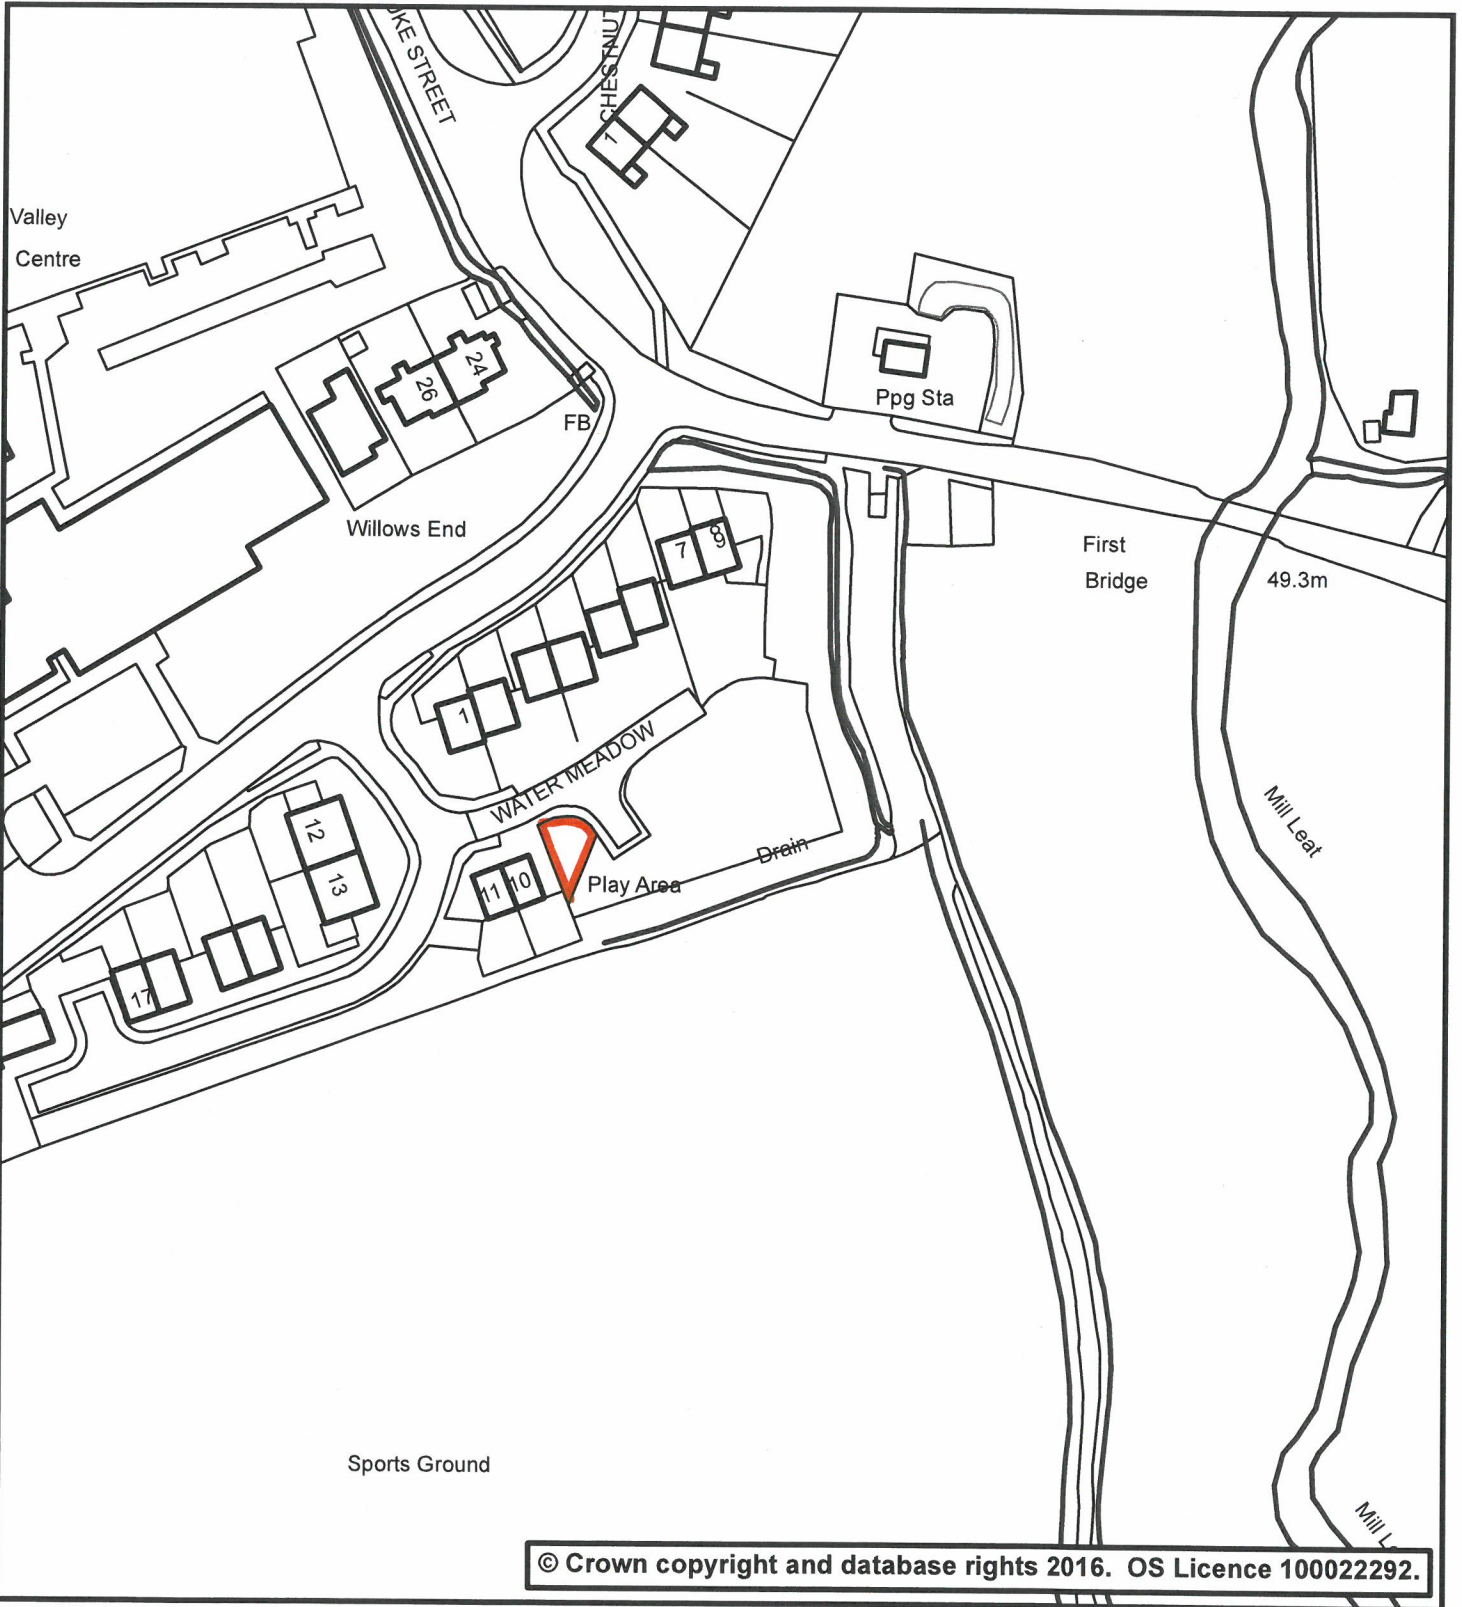 CHESTNUT
STREET
1
Valley
Centre
24
26
Ppg Sta
FB
Willows End
7
8
9
First
Bridge
49.3m
1
WATER MEADOW
Mill Leat
12
Drain
13
11
10
Play Area
17
Sports Ground
Mill
© Crown copyright and database rights 2016. OS Licence 100022292.